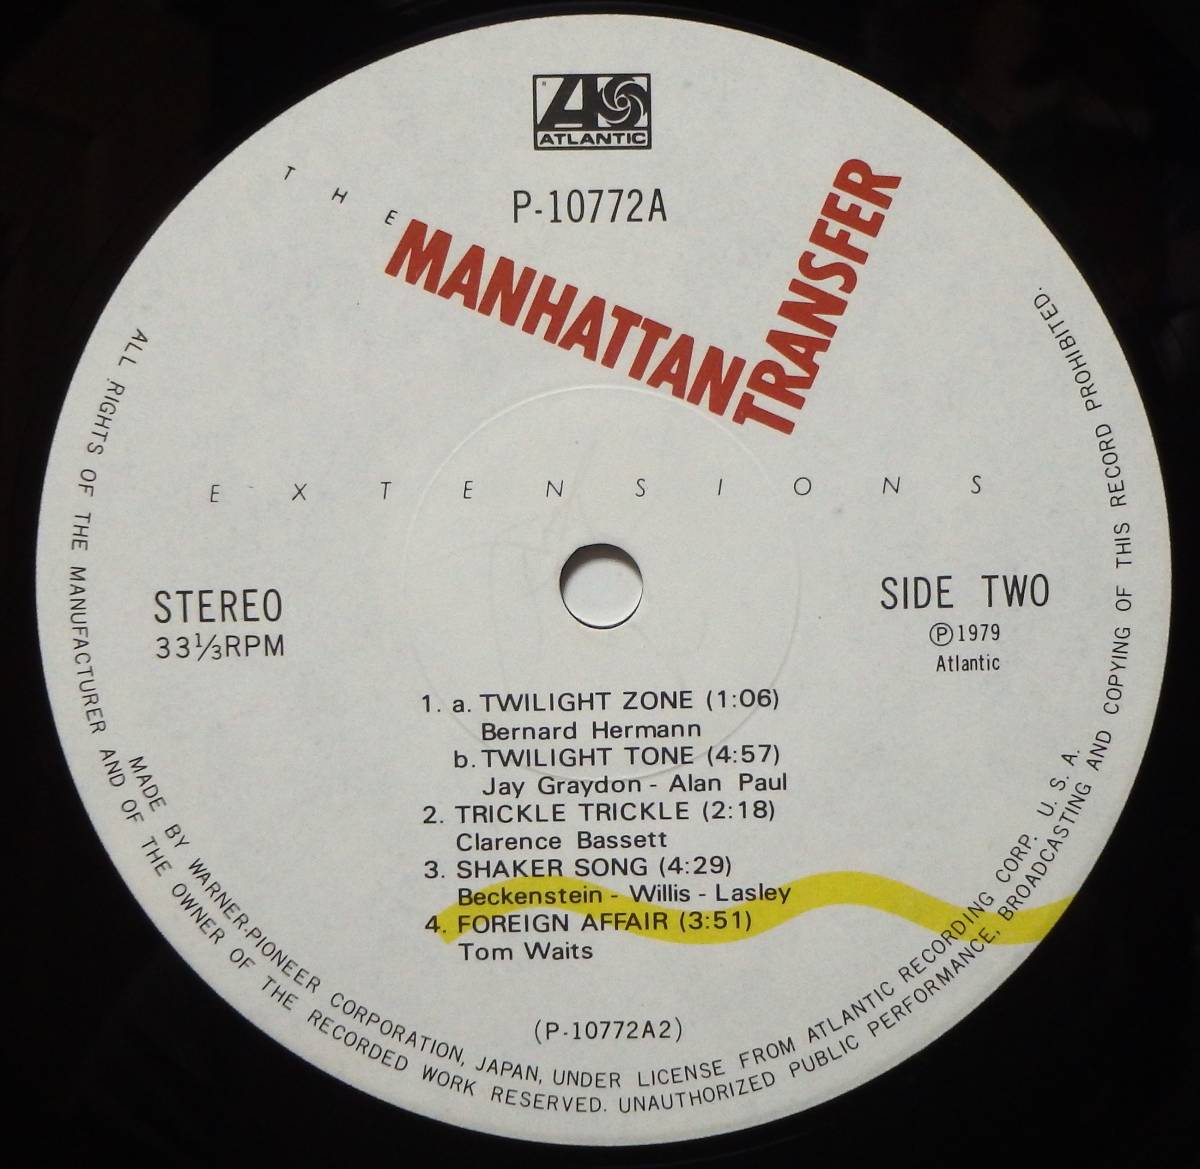 ATLANTIC
P-10772A
THE
MANHATTAN
TRANSFER
EXTENSIONS
STEREO
33⅓RPM
SIDE TWO
Ⓟ1979
Atlantic
1. a. TWILIGHT ZONE (1:06)
Bernard Hermann
b. TWILIGHT TONE (4:57)
Jay Graydon - Alan Paul
2. TRICKLE TRICKLE (2:18)
Clarence Bassett
3. SHAKER SONG (4:29)
Beckenstein - Willis - Lasley
4. FOREIGN AFFAIR (3:51)
Tom Waits
(P-10772A2)
MADE BY WARNER-PIONEER CORPORATION, JAPAN, UNDER LICENSE FROM ATLANTIC RECORDING CORP. U. S. A.
ALL RIGHTS OF THE MANUFACTURER AND OF THE OWNER OF THE RECORDED WORK RESERVED. UNAUTHORIZED PUBLIC PERFORMANCE, BROADCASTING AND COPYING OF THIS RECORD PROHIBITED.